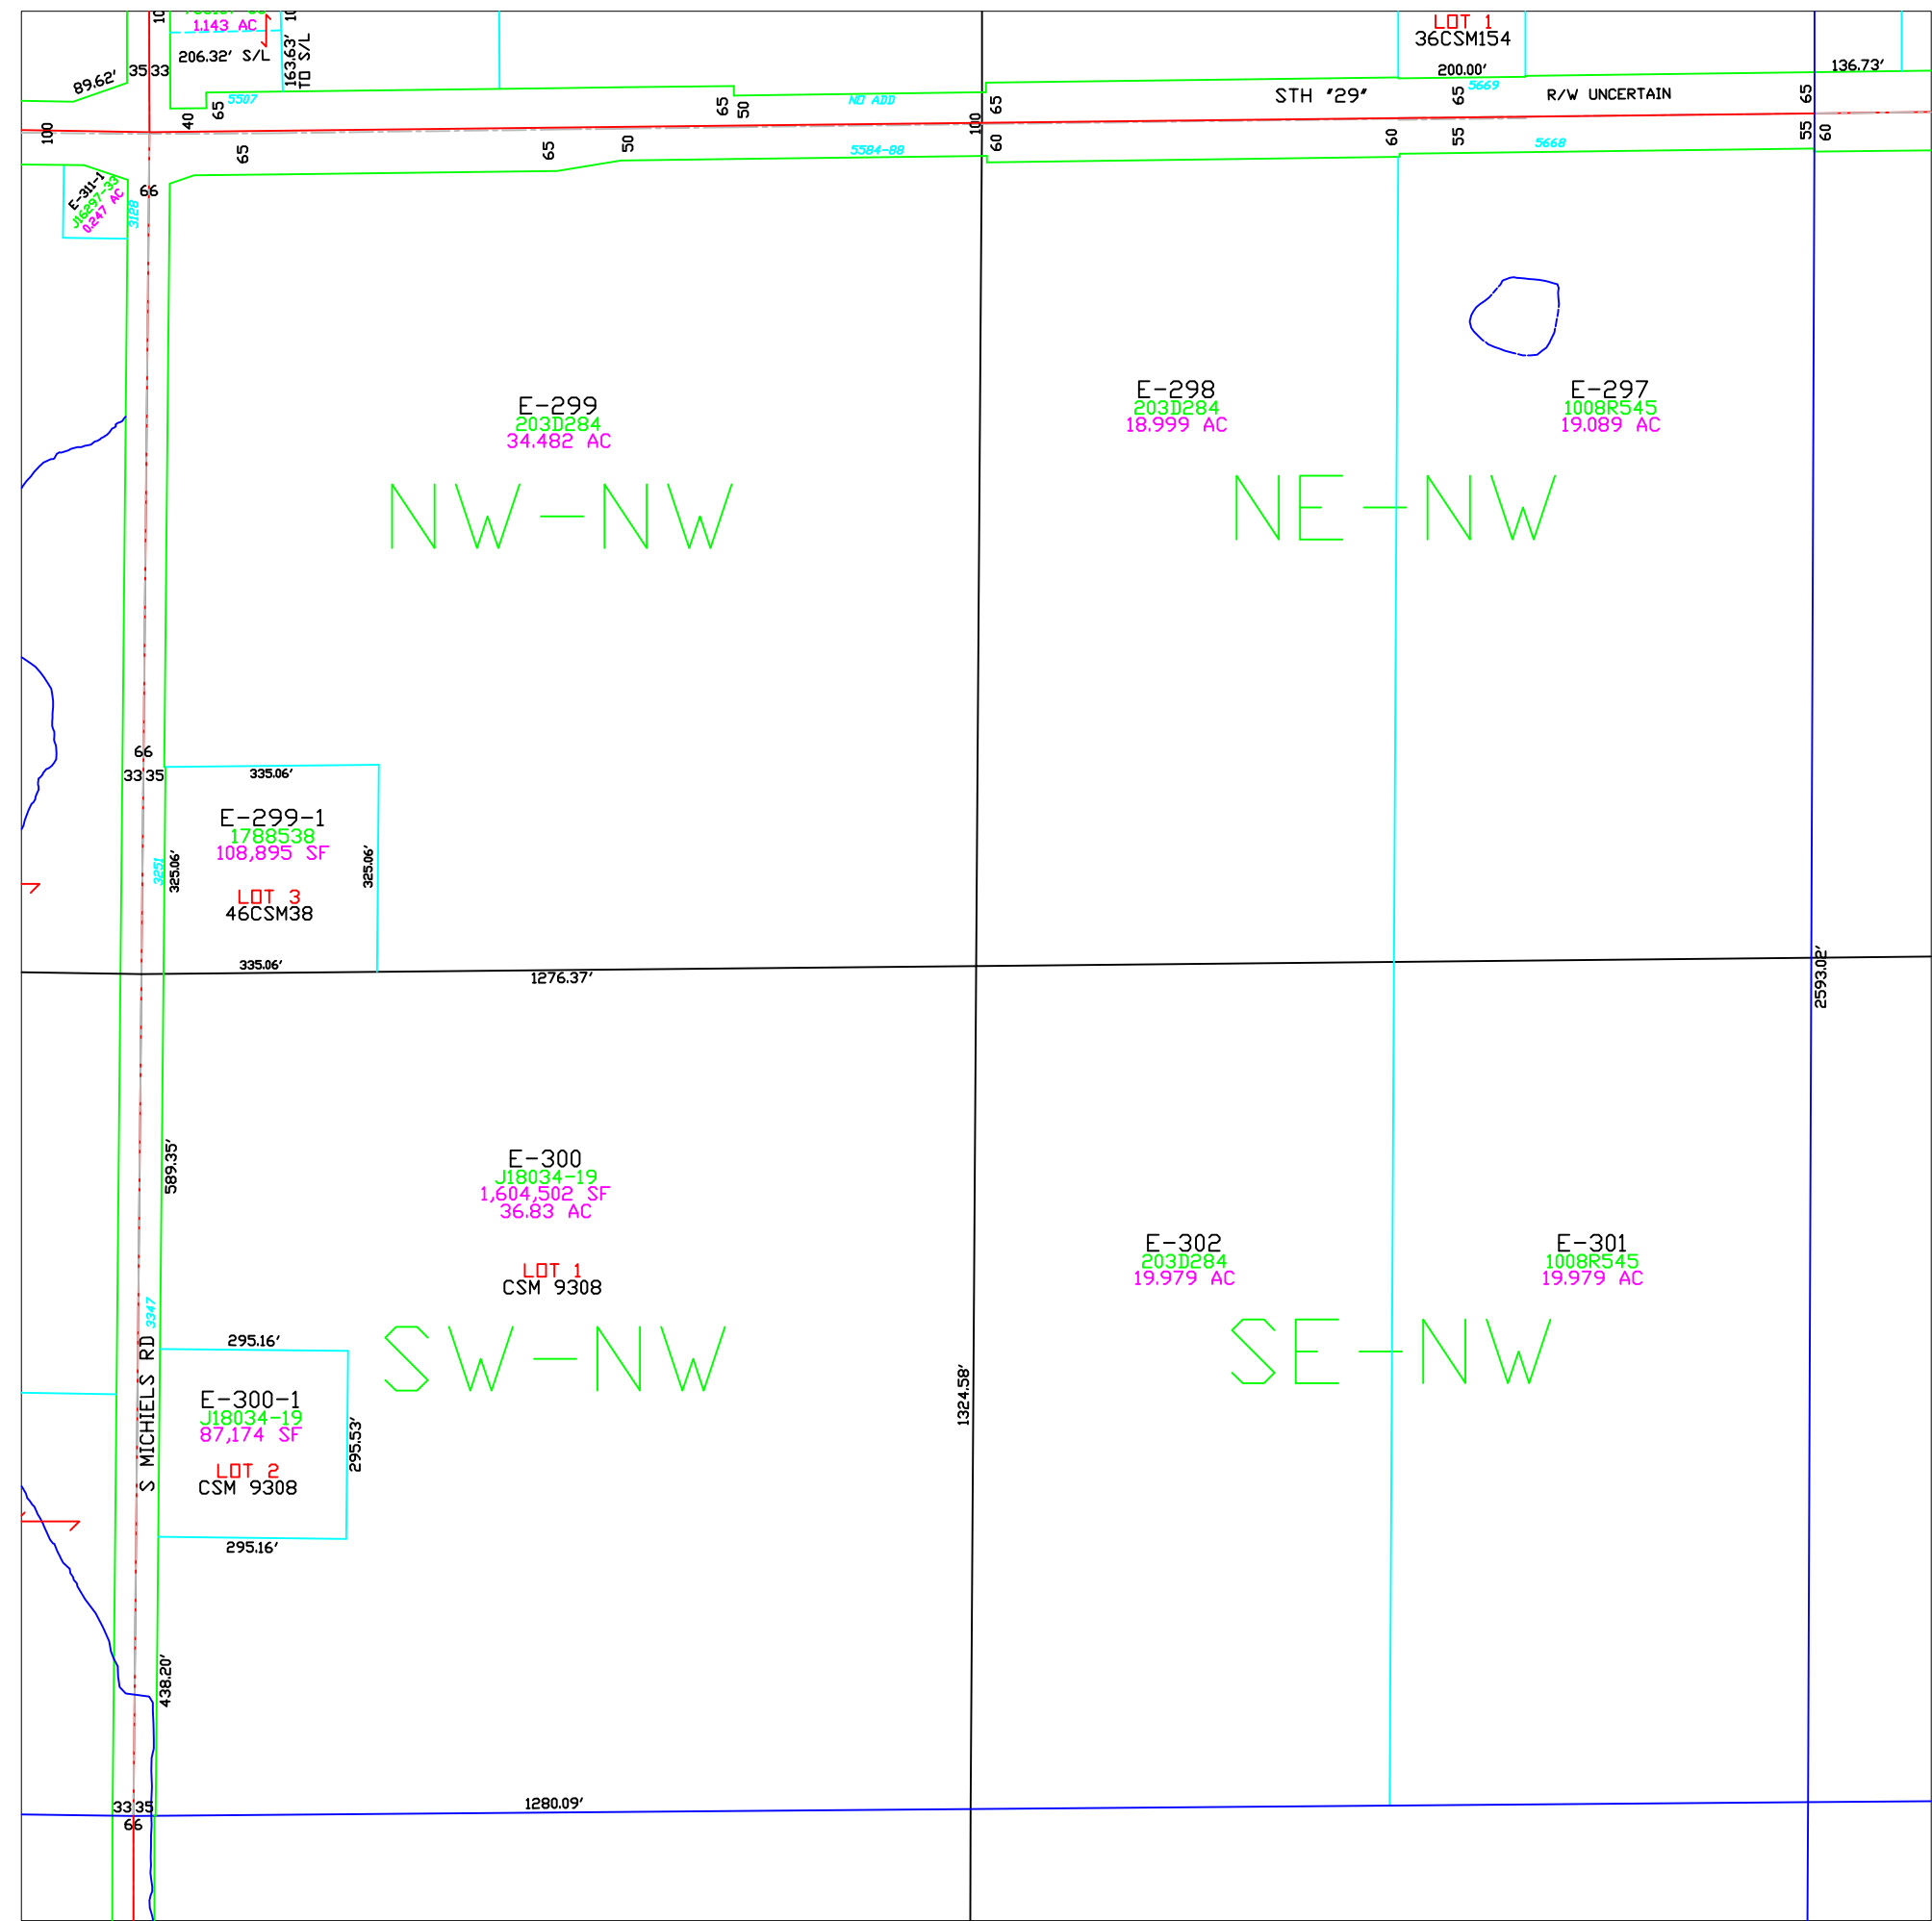 1.143 AC
206.32' S/L
163.63'
TO S/L
35 33
89.62'
LOT 1
36CSM154
200.00'
136.73'
5507
NO ADD
STH "29"
5669
R/W UNCERTAIN
65
40
65
50
65
65
65
100
100
65
65
50
60
60
55
55
60
5584-88
5668
E-311-1
J16297-33
0.247 AC
3128
66
E-299
203D284
34.482 AC
NW-NW
E-298
203D284
18.999 AC
E-297
1008R545
19.089 AC
NE-NW
66
33 35
335.06'
E-299-1
1788538
108,895 SF
LOT 3
46CSM38
3251
325.06'
325.06'
335.06'
1276.37'
2593.02'
589.35'
E-300
J18034-19
1,604,502 SF
36.83 AC
LOT 1
CSM 9308
SW-NW
E-302
203D284
19.979 AC
E-301
1008R545
19.979 AC
SE-NW
3347
S MICHIELS RD
295.16'
E-300-1
J18034-19
87,174 SF
LOT 2
CSM 9308
295.53'
295.16'
1324.58'
438.20'
33 35
66
1280.09'